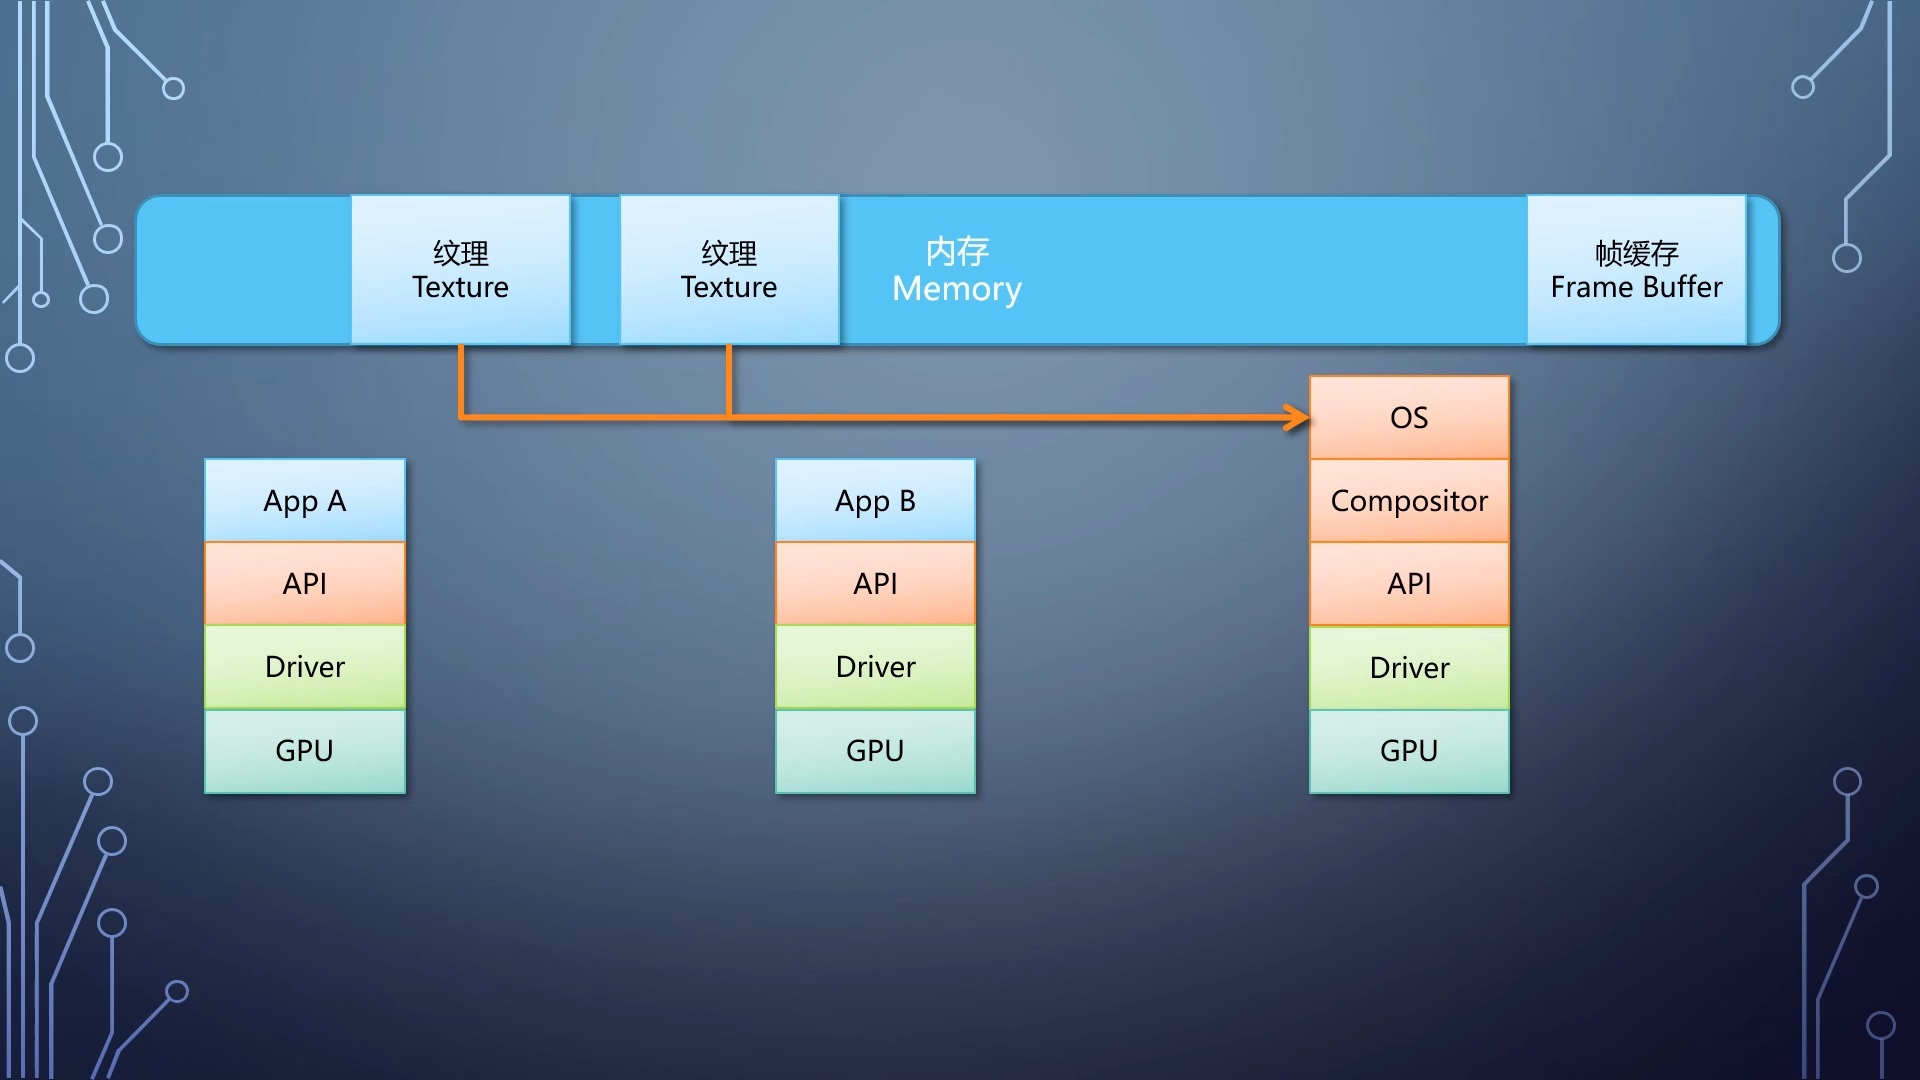 纹理
Texture
纹理
Texture
内存
Memory
帧缓存
Frame Buffer
App A
API
Driver
GPU
App B
API
Driver
GPU
OS
Compositor
API
Driver
GPU